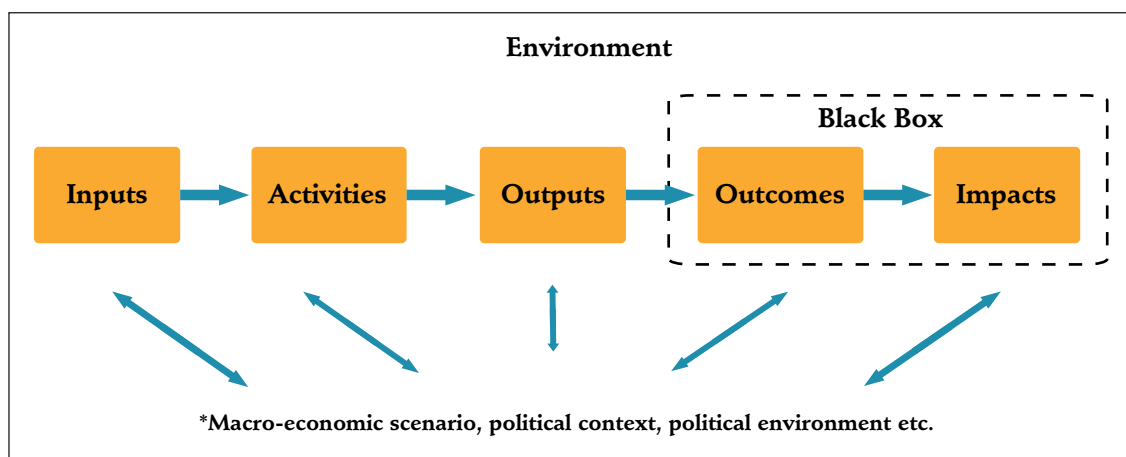 Environment
Black Box
Inputs
Activities
Outputs
Outcomes
Impacts
*Macro-economic scenario, political context, political environment etc.